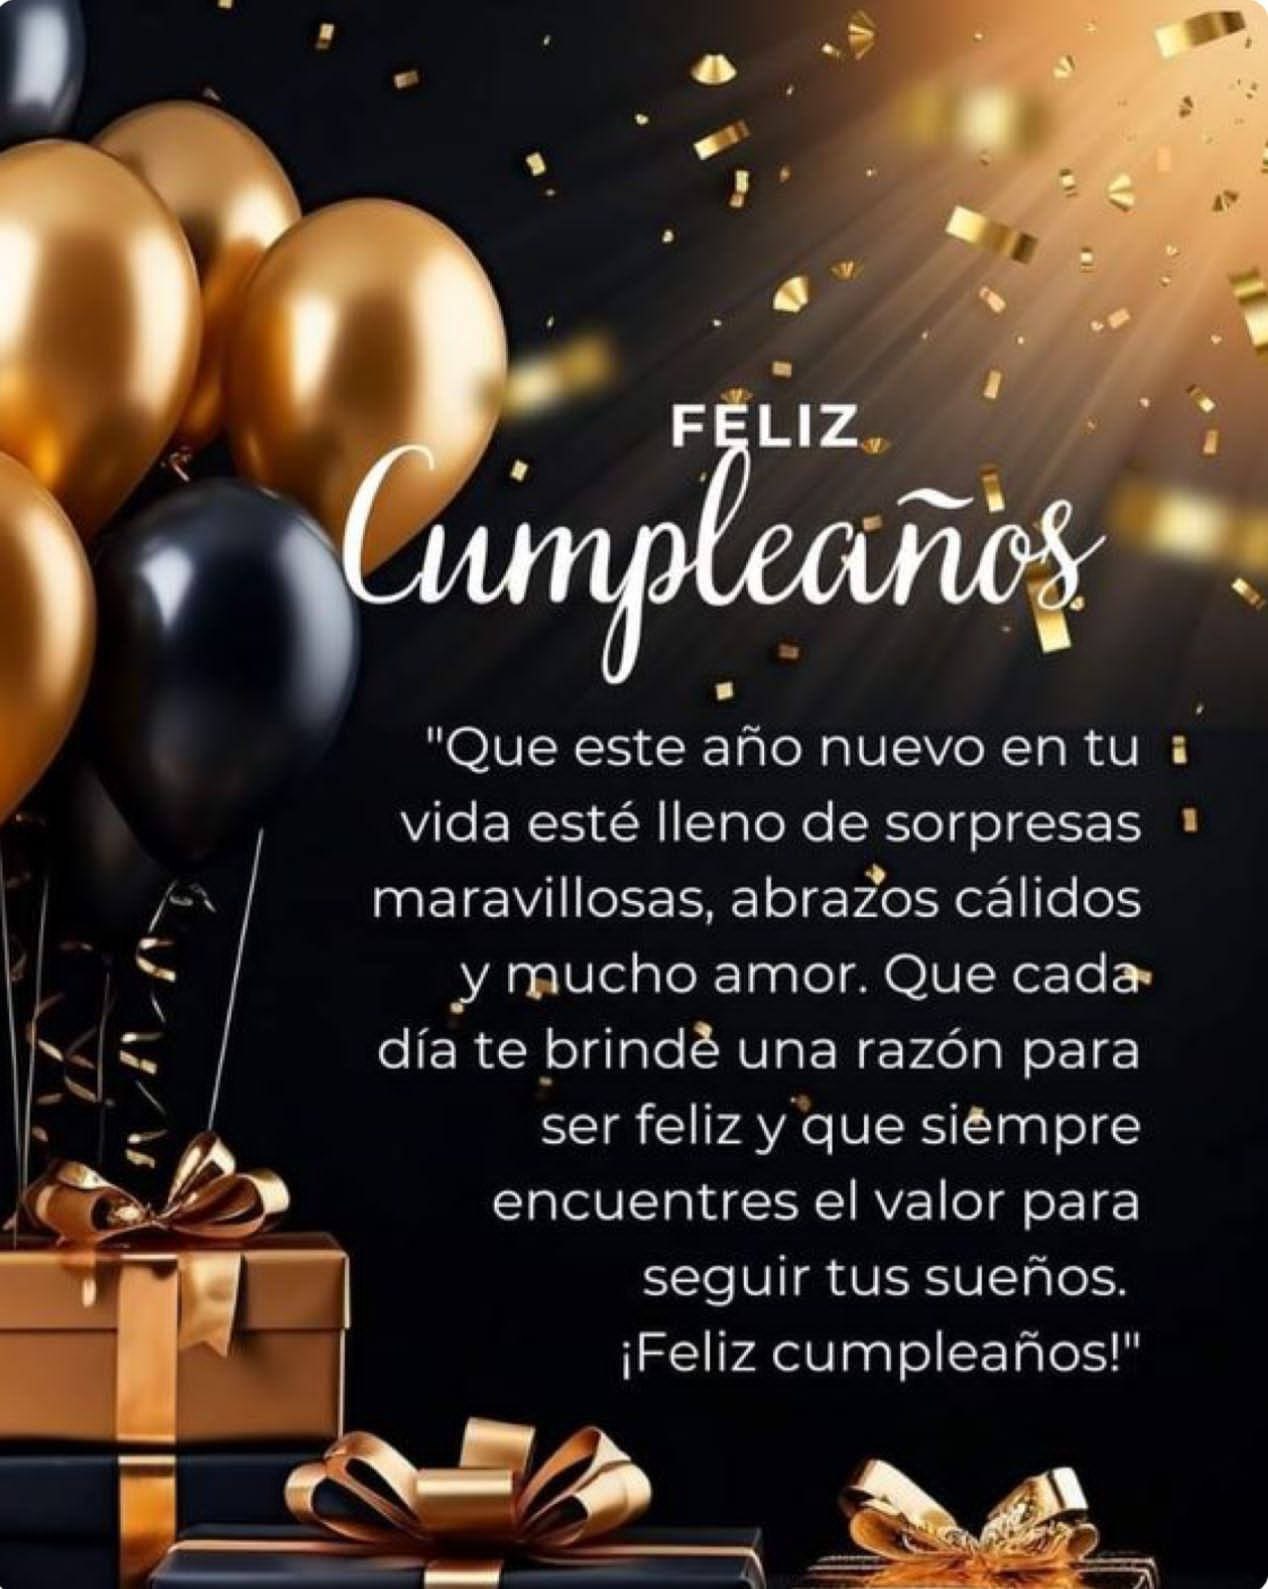 FELIZ
Cumpleaños
"Que este año nuevo en tu
vida esté lleno de sorpresas
maravillosas, abrazos cálidos
y mucho amor. Que cada
día te brinde una razón para
ser feliz y que siempre
encuentres el valor para
seguir tus sueños.
¡Feliz cumpleaños!"